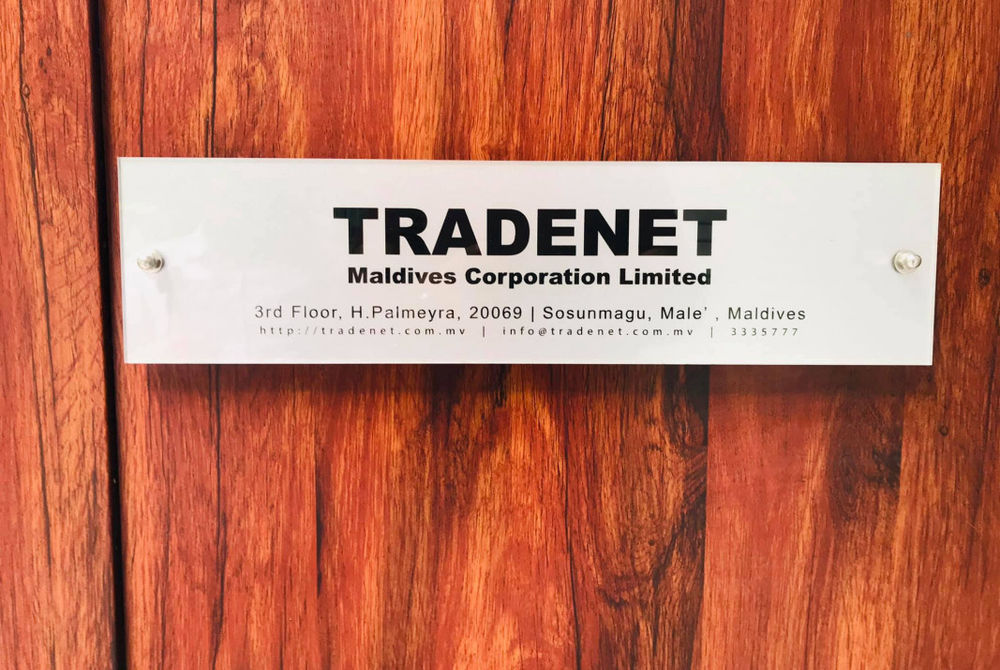 TRADENET
Maldives Corporation Limited
3rd Floor, H.Palmeyra, 20069 | Sosunmagu, Male' , Maldives
http://tradenet.com.mv | info@tradenet.com.mv | 3335777